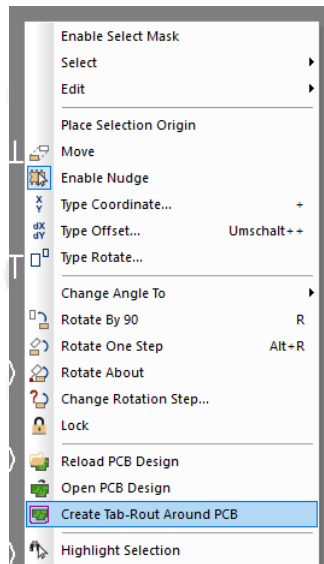 Enable Select Mask
Select
Edit
Place Selection Origin
Move
Enable Nudge
X Y Type Coordinate... +
dX dY Type Offset... Umschalt++
Type Rotate...
Change Angle To
Rotate By 90 R
Rotate One Step Alt+R
Rotate About
Change Rotation Step...
Lock
Reload PCB Design
Open PCB Design
Create Tab-Rout Around PCB
Highlight Selection